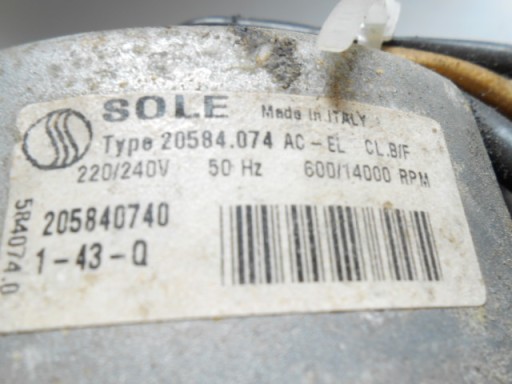 SOLE Made in ITALY
Type 20584.074 AC-EL CL.B/F
220/240V 50 Hz 600/14000 RPM
205840740
1-43-Q
584074.0